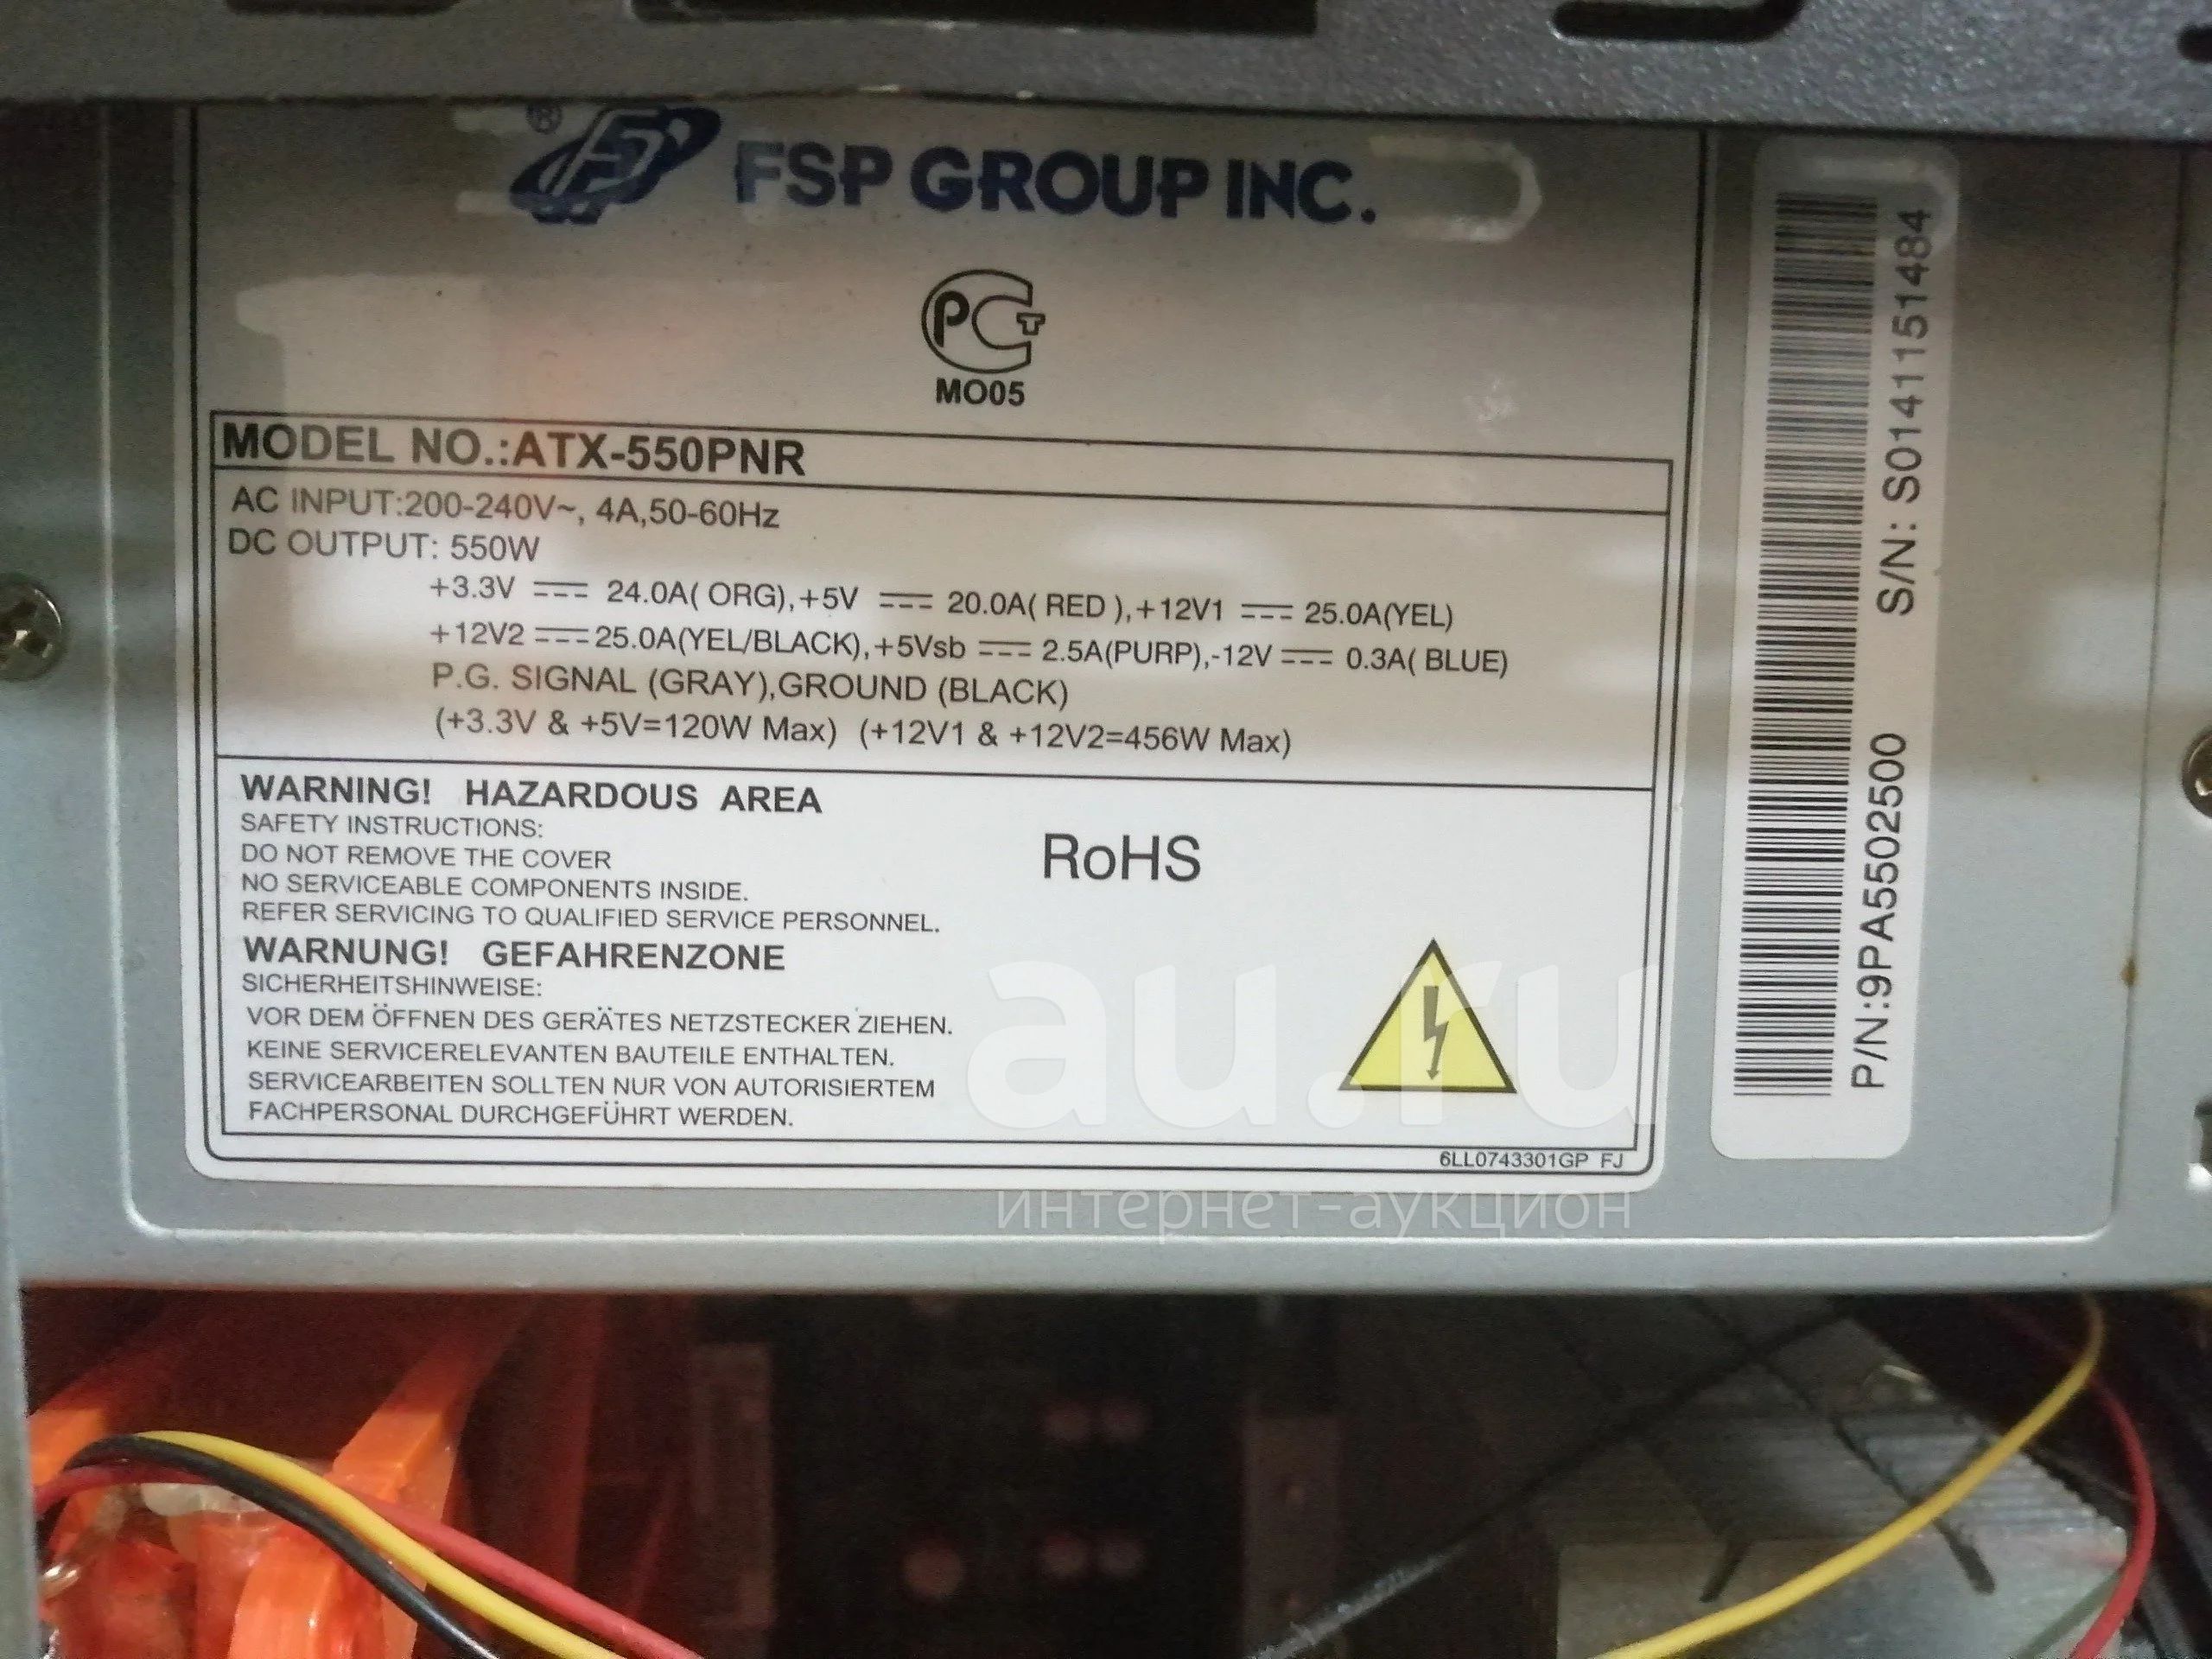 ® FSP GROUP INC.
РСТ
MO05
MODEL NO.:ATX-550PNR
AC INPUT:200-240V~, 4A,50-60Hz
DC OUTPUT: 550W
+3.3V ⎓ 24.0A( ORG),+5V ⎓ 20.0A( RED ),+12V1 ⎓ 25.0A(YEL)
+12V2 ⎓ 25.0A(YEL/BLACK),+5Vsb ⎓ 2.5A(PURP),-12V ⎓ 0.3A( BLUE)
P.G. SIGNAL (GRAY),GROUND (BLACK)
(+3.3V & +5V=120W Max) (+12V1 & +12V2=456W Max)
WARNING! HAZARDOUS AREA
SAFETY INSTRUCTIONS:
DO NOT REMOVE THE COVER
NO SERVICEABLE COMPONENTS INSIDE.
REFER SERVICING TO QUALIFIED SERVICE PERSONNEL.
RoHS
WARNUNG! GEFAHRENZONE
SICHERHEITSHINWEISE:
VOR DEM ÖFFNEN DES GERÄTES NETZSTECKER ZIEHEN.
KEINE SERVICERELEVANTEN BAUTEILE ENTHALTEN.
SERVICEARBEITEN SOLLTEN NUR VON AUTORISIERTEM
FACHPERSONAL DURCHGEFÜHRT WERDEN.
6LL0743301GP FJ
P/N:9PA5502500 S/N: S0141151484
au.ru
интернет-аукцион